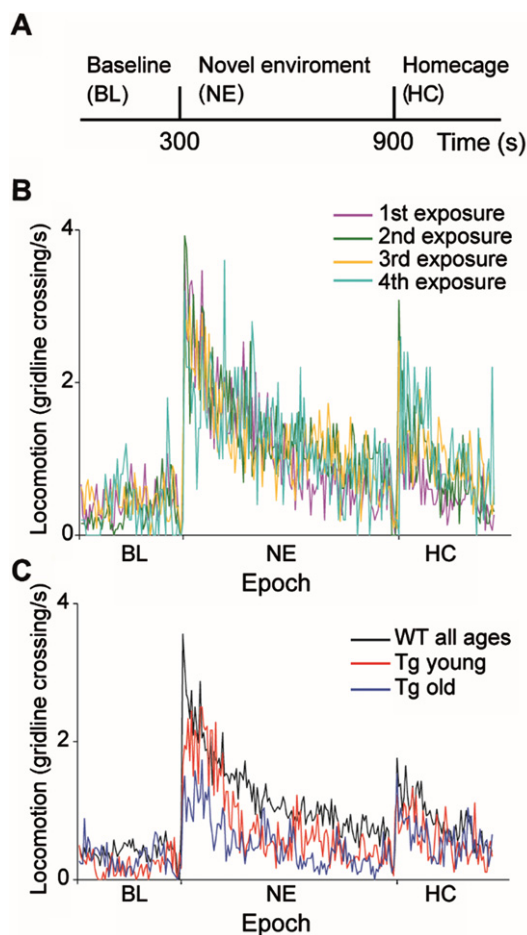 A
Baseline (BL)
Novel enviroment (NE)
Homecage (HC)
300
900
Time (s)
B
Locomotion (gridline crossing/s)
4
2
0
1st exposure
2nd exposure
3rd exposure
4th exposure
BL
NE
HC
Epoch
C
Locomotion (gridline crossing/s)
4
2
0
WT all ages
Tg young
Tg old
BL
NE
HC
Epoch